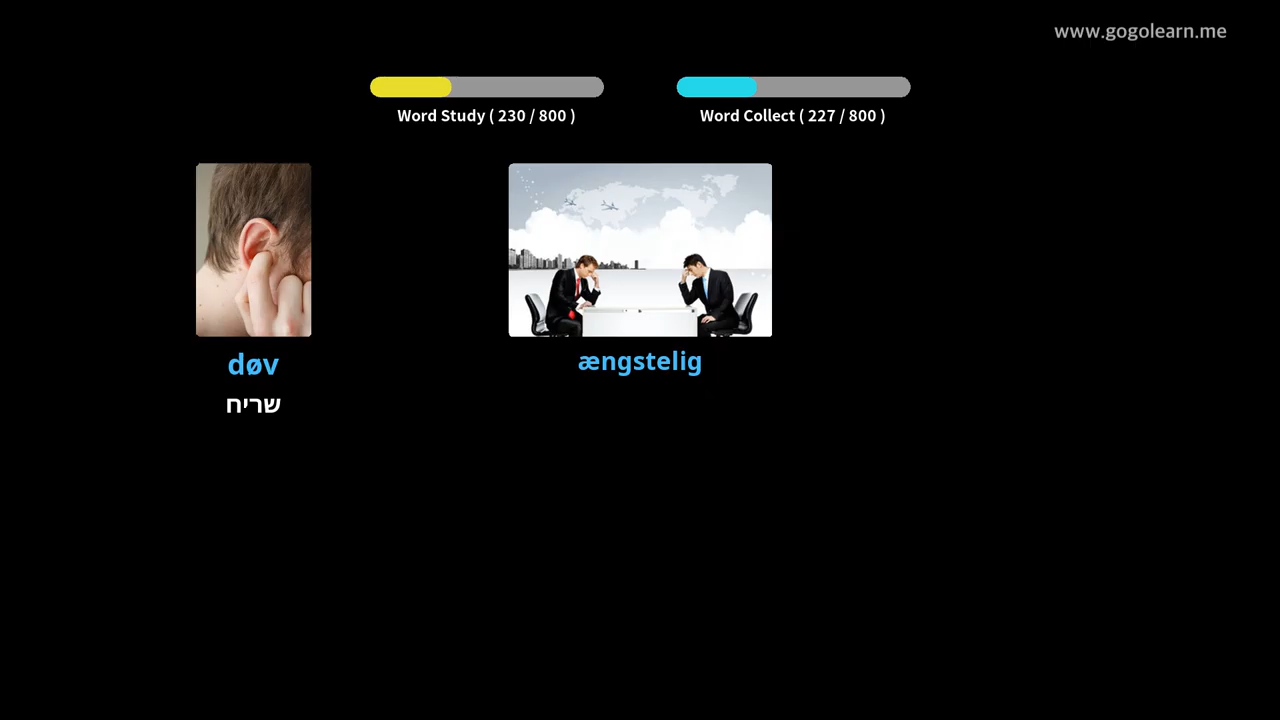 www.gogolearn.me
Word Study ( 230 / 800 )
Word Collect ( 227 / 800 )
døv
שריח
ængstelig